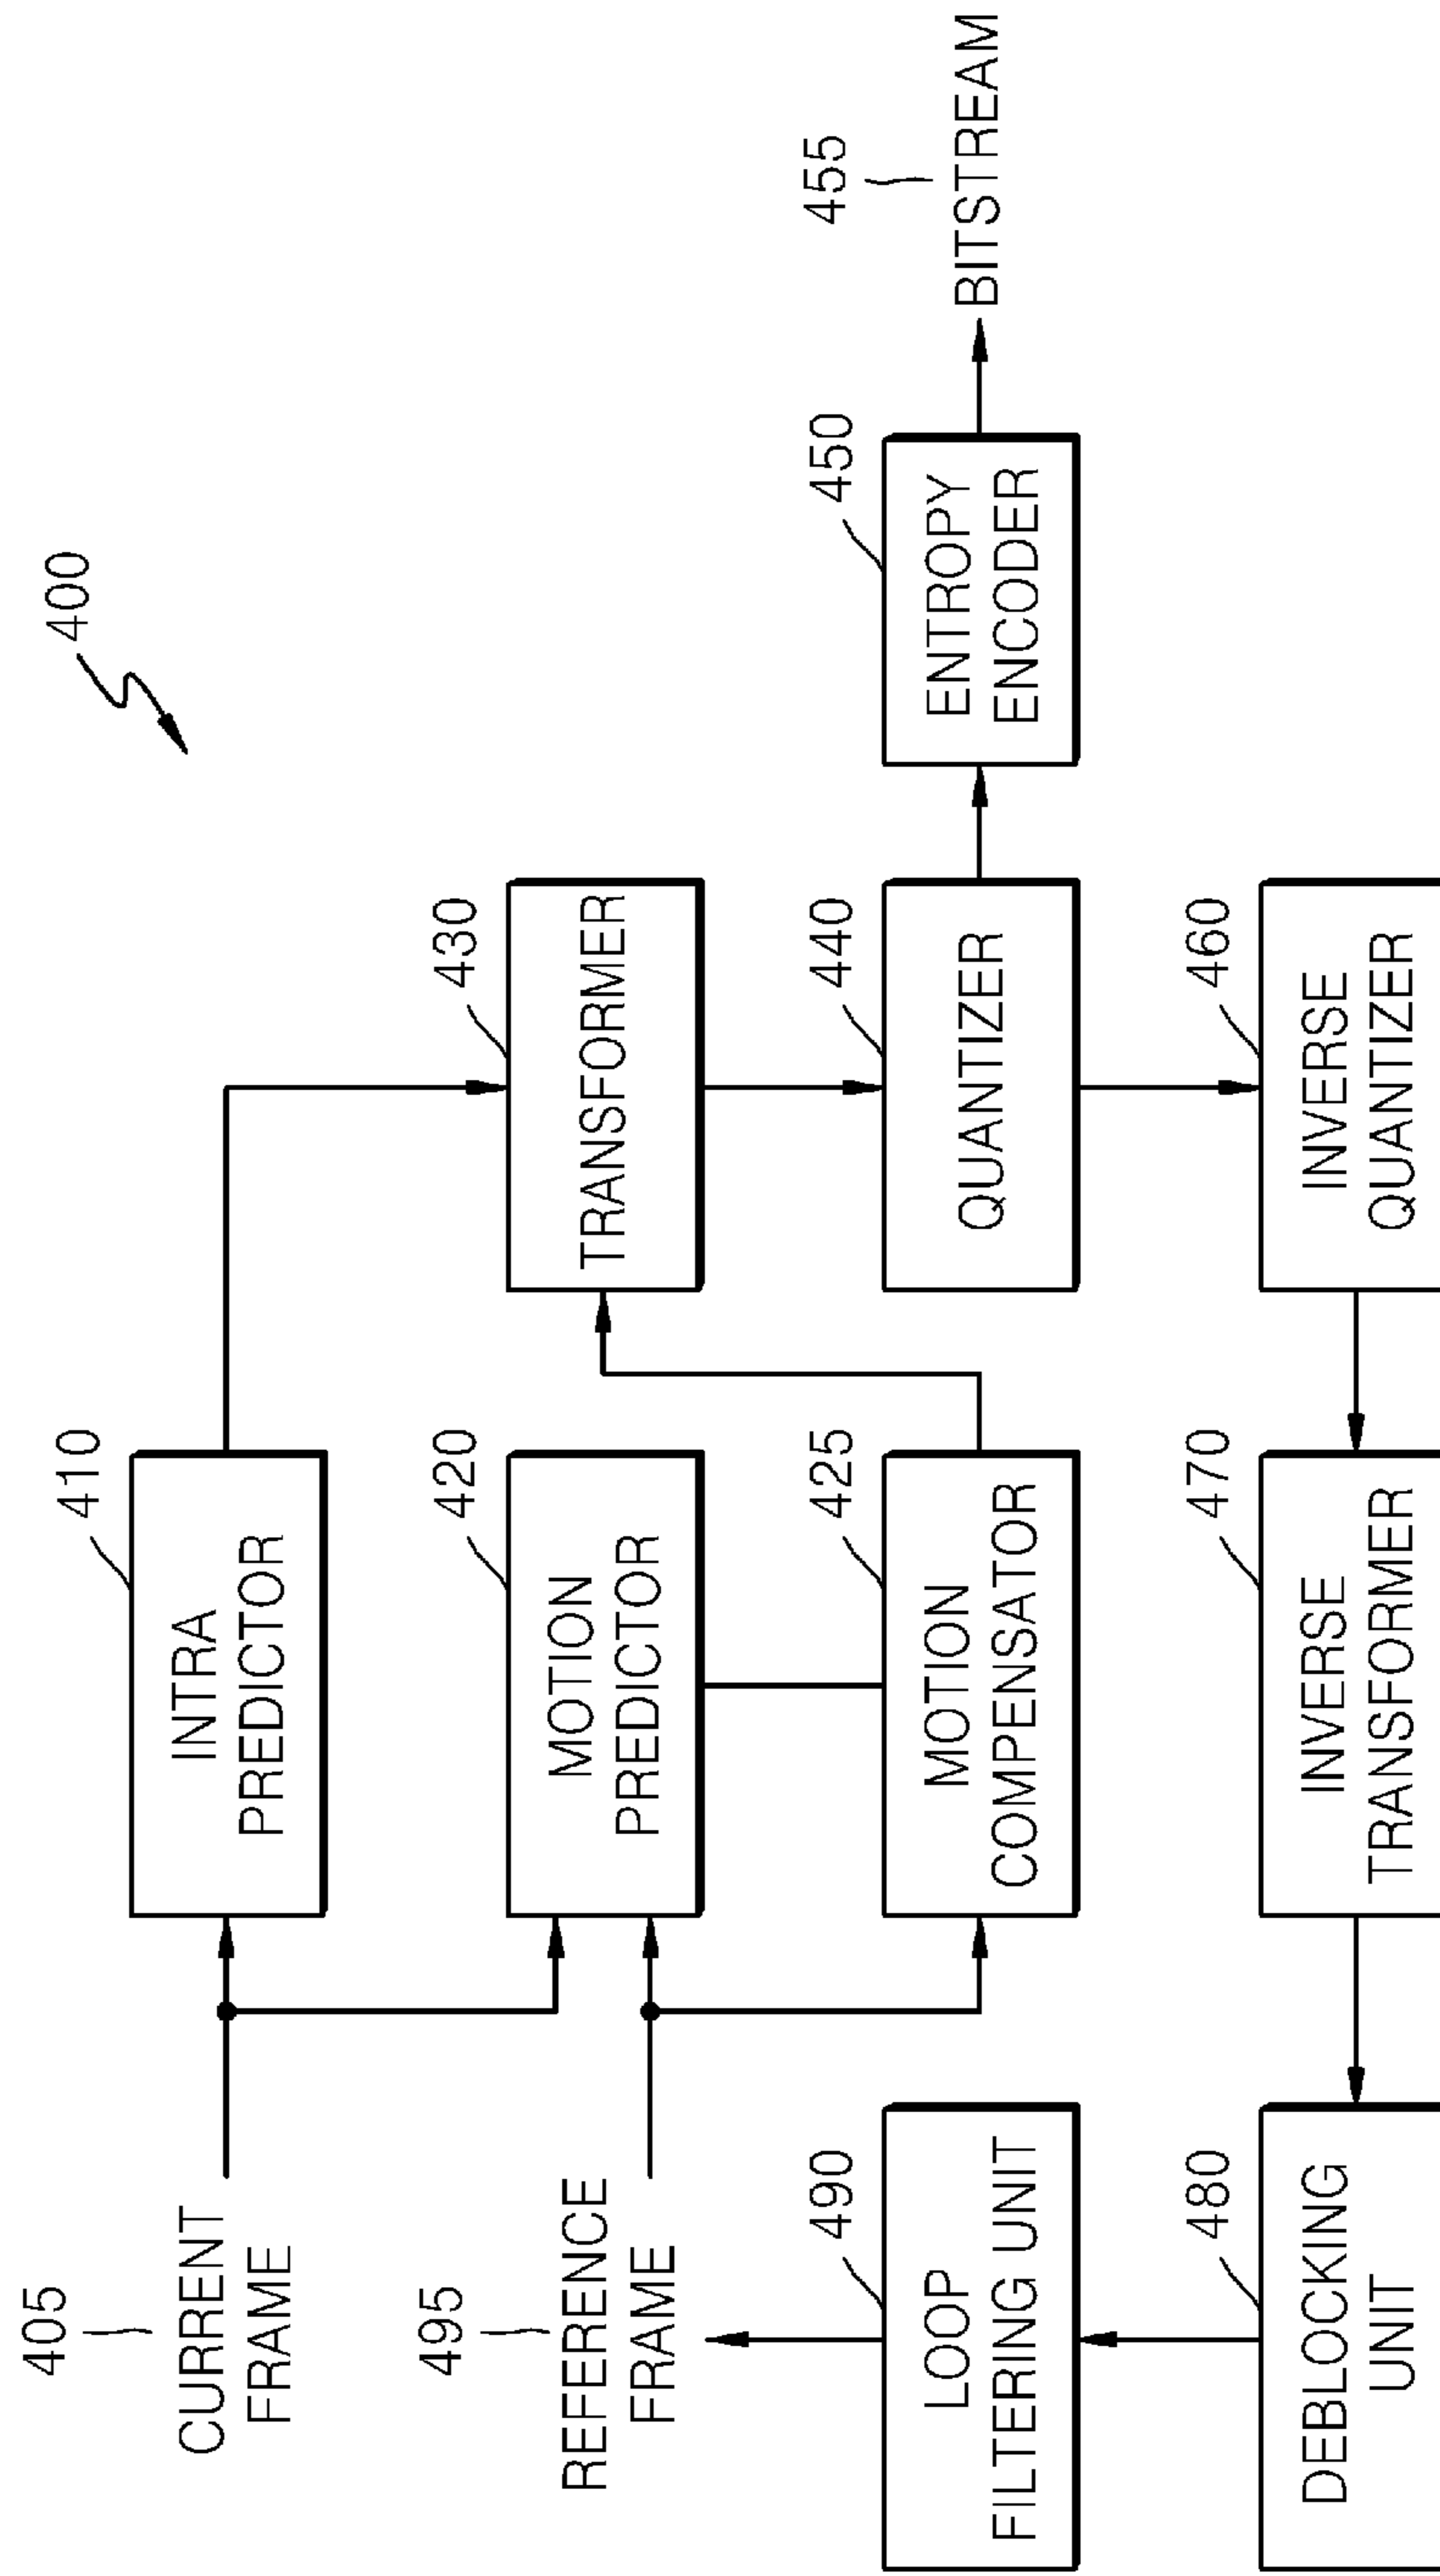 400
405
CURRENT
FRAME
410
INTRA
PREDICTOR
495
REFERENCE
FRAME
420
MOTION
PREDICTOR
430
TRANSFORMER
490
LOOP
FILTERING UNIT
425
MOTION
COMPENSATOR
440
QUANTIZER
450
ENTROPY
ENCODER
455
BITSTREAM
480
DEBLOCKING
UNIT
470
INVERSE
TRANSFORMER
460
INVERSE
QUANTIZER